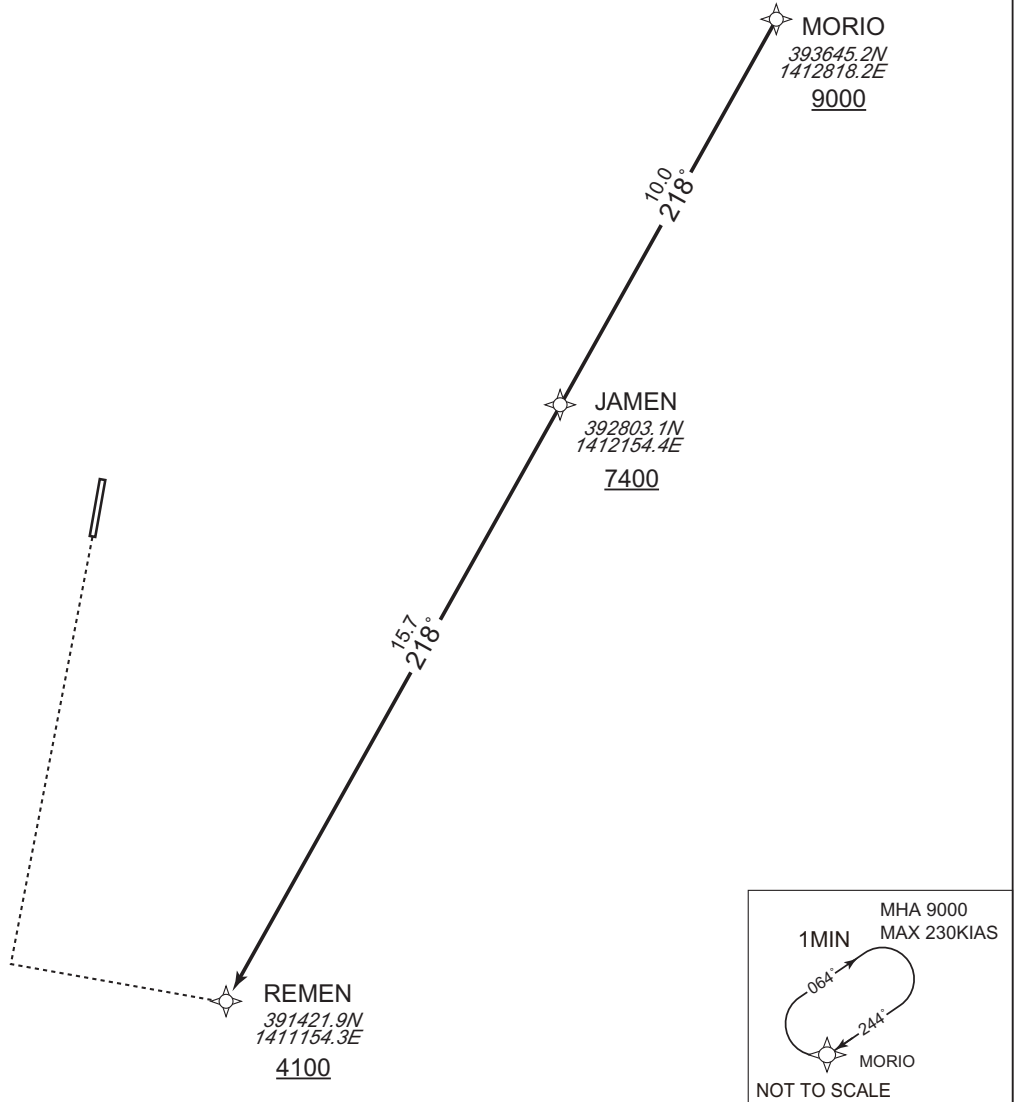 MORIO
393645.2N
1412818.2E
9000
10.0
218°
JAMEN
392803.1N
1412154.4E
7400
15.7
218°
REMEN
391421.9N
1411154.3E
4100
MHA 9000
MAX 230KIAS
1MIN
064°
244°
MORIO
NOT TO SCALE